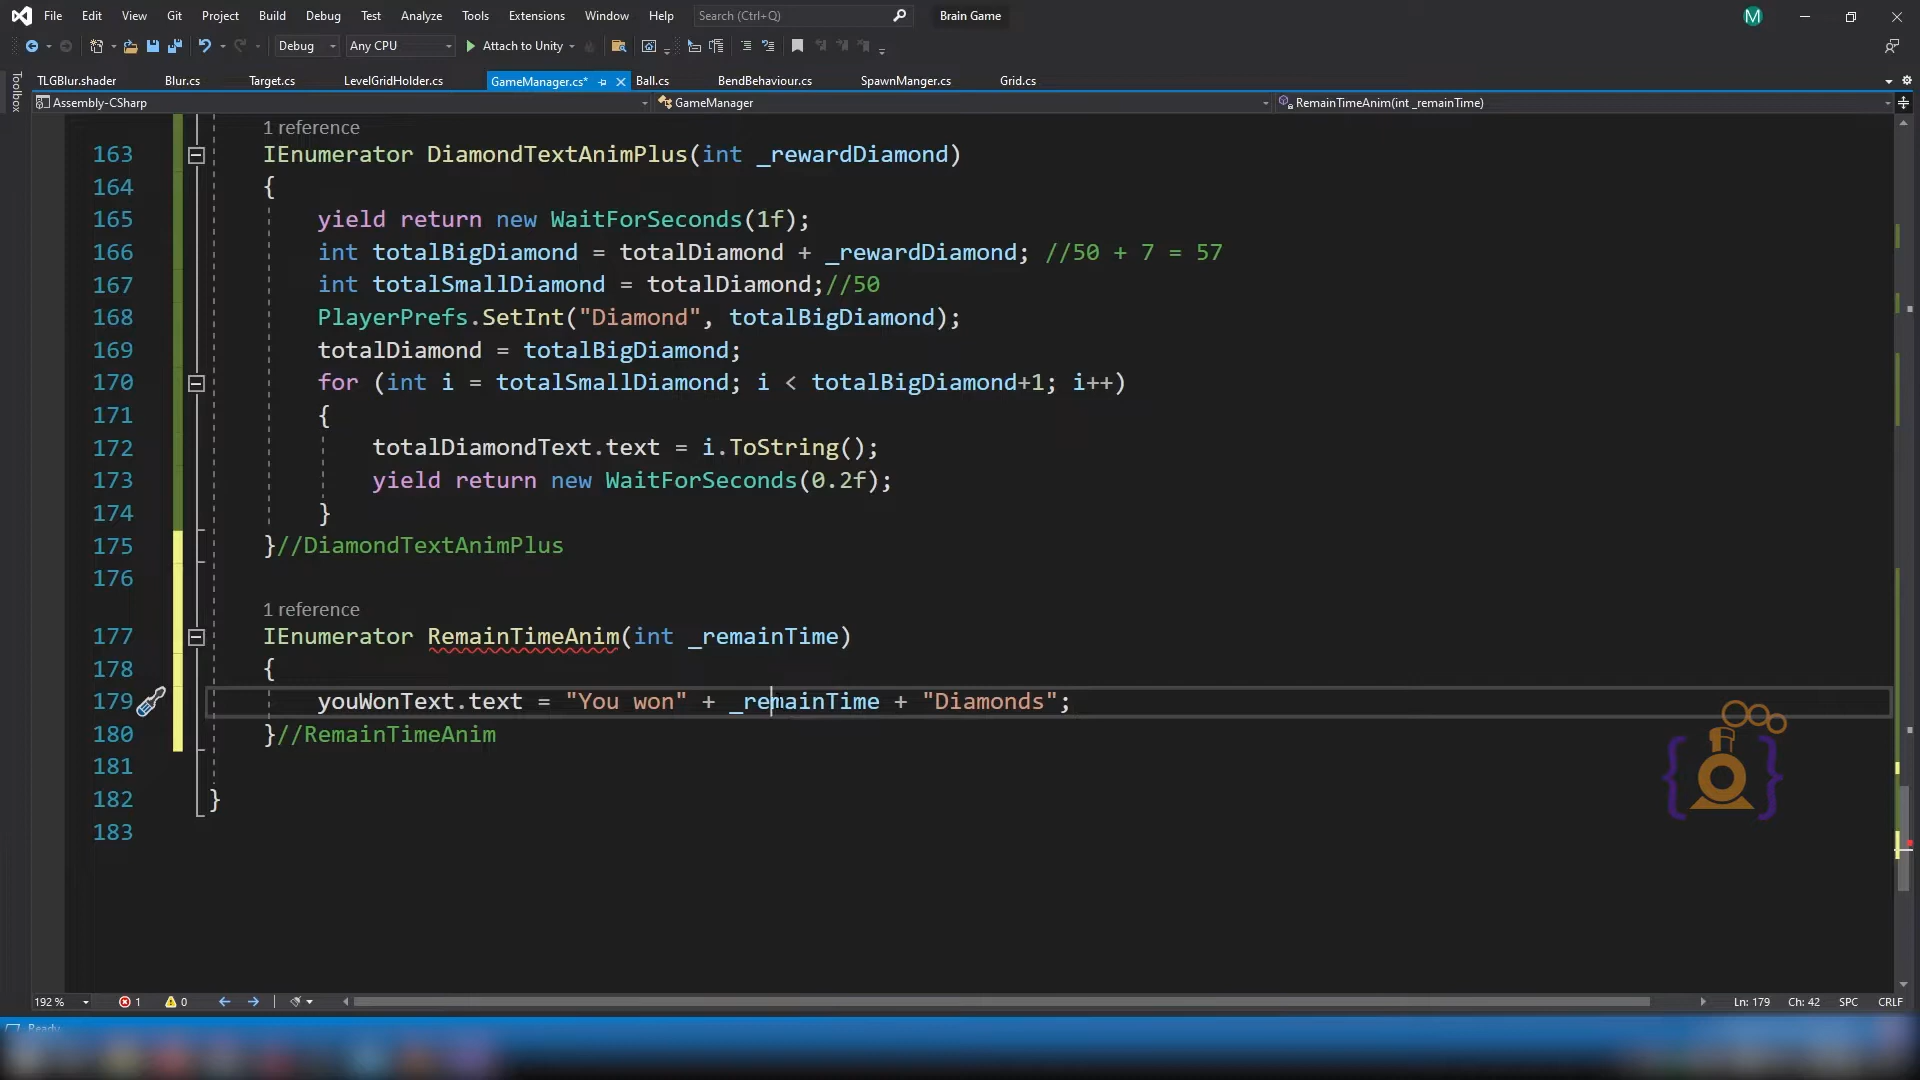 File Edit View Git Project Build Debug Test Analyze Tools Extensions Window Help Search (Ctrl+Q) Brain Game M
Debug Any CPU Attach to Unity
TLGBlur.shader Blur.cs Target.cs LevelGridHolder.cs GameManager.cs* Ball.cs BendBehaviour.cs SpawnManger.cs Grid.cs
Toolbox
Assembly-CSharp GameManager RemainTimeAnim(int _remainTime)
1 reference
163 IEnumerator DiamondTextAnimPlus(int _rewardDiamond)
164 {
165 yield return new WaitForSeconds(1f);
166 int totalBigDiamond = totalDiamond + _rewardDiamond; //50 + 7 = 57
167 int totalSmallDiamond = totalDiamond;//50
168 PlayerPrefs.SetInt("Diamond", totalBigDiamond);
169 totalDiamond = totalBigDiamond;
170 for (int i = totalSmallDiamond; i < totalBigDiamond+1; i++)
171 {
172 totalDiamondText.text = i.ToString();
173 yield return new WaitForSeconds(0.2f);
174 }
175 }//DiamondTextAnimPlus
176
1 reference
177 IEnumerator RemainTimeAnim(int _remainTime)
178 {
179 youWonText.text = "You won" + _remainTime + "Diamonds";
180 }//RemainTimeAnim
181
182 }
183
192 % 1 0 Ln: 179 Ch: 42 SPC CRLF
Ready